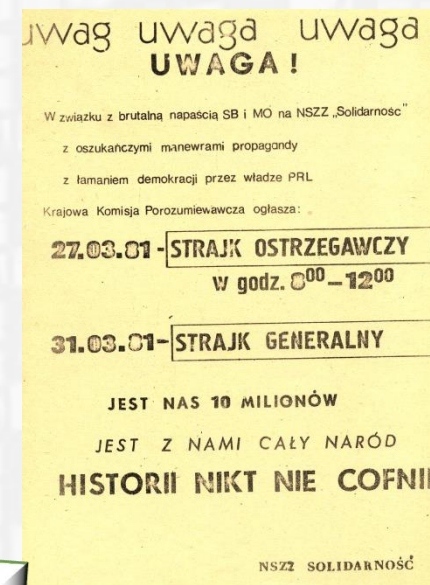 uwag uwaga uwaga
UWAGA !
W związku z brutalną napaścią SB i MO na NSZZ „Solidarność”
z oszukańczymi manewrami propagandy
z łamaniem demokracji przez władze PRL
Krajowa Komisja Porozumiewawcza ogłasza:
27.03.81 - STRAJK OSTRZEGAWCZY
w godz. 8⁰⁰ – 12⁰⁰
31.03.81 - STRAJK GENERALNY
JEST NAS 10 MILIONÓW
JEST Z NAMI CAŁY NARÓD
HISTORII NIKT NIE COFNI
NSZZ SOLIDARNOŚĆ